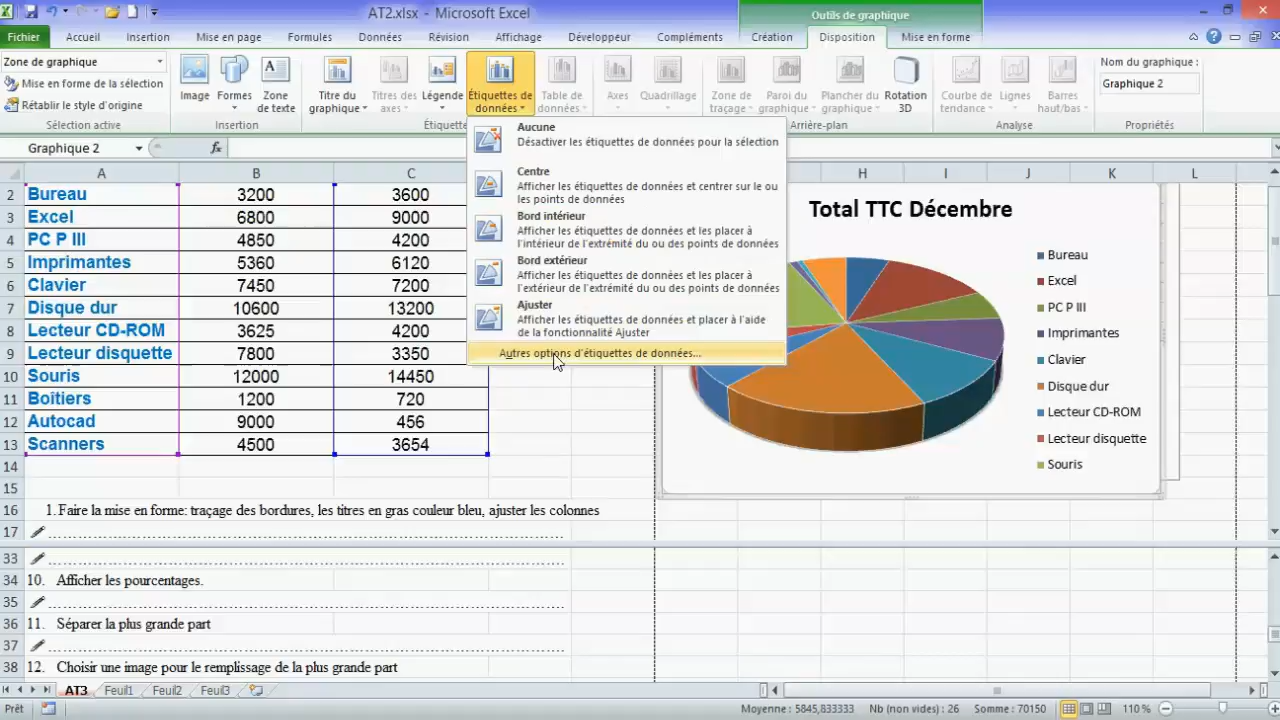 AT2.xlsx - Microsoft Excel
Outils de graphique
Fichier Accueil Insertion Mise en page Formules Données Révision Affichage Développeur Compléments Création Disposition Mise en forme
Zone de graphique
Mise en forme de la sélection
Rétablir le style d'origine
Sélection active
Image
Formes
Zone de texte
Insertion
Titre du graphique
Titres des axes
Légende
Étiquettes de données
Table de données
Étiquette
Axes
Quadrillage
Zone de traçage
Paroi du graphique
Plancher du graphique
Rotation 3D
Arrière-plan
Courbe de tendance
Lignes
Barres haut/bas
Analyse
Nom du graphique :
Graphique 2
Propriétés
Graphique 2
fx
Aucune
Désactiver les étiquettes de données pour la sélection
Centre
Afficher les étiquettes de données et centrer sur le ou
les points de données
Bord intérieur
Afficher les étiquettes de données et les placer à
l'intérieur de l'extrémité du ou des points de données
Bord extérieur
Afficher les étiquettes de données et les placer à
l'extérieur de l'extrémité du ou des points de données
Ajuster
Afficher les étiquettes de données et placer à l'aide
de la fonctionnalité Ajuster
Autres options d'étiquettes de données...
A B C H I J K L
2 Bureau 3200 3600
3 Excel 6800 9000
4 PC P III 4850 4200
5 Imprimantes 5360 6120
6 Clavier 7450 7200
7 Disque dur 10600 13200
8 Lecteur CD-ROM 3625 4200
9 Lecteur disquette 7800 3350
10 Souris 12000 14450
11 Boîtiers 1200 720
12 Autocad 9000 456
13 Scanners 4500 3654
14
15
Total TTC Décembre
Bureau
Excel
PC P III
Imprimantes
Clavier
Disque dur
Lecteur CD-ROM
Lecteur disquette
Souris
16 1. Faire la mise en forme: traçage des bordures, les titres en gras couleur bleu, ajuster les colonnes
17
33
34 10. Afficher les pourcentages.
35
36 11. Séparer la plus grande part
37
38 12. Choisir une image pour le remplissage de la plus grande part
AT3 Feuil1 Feuil2 Feuil3
Prêt Moyenne : 5845,833333 Nb (non vides) : 26 Somme : 70150 110 %